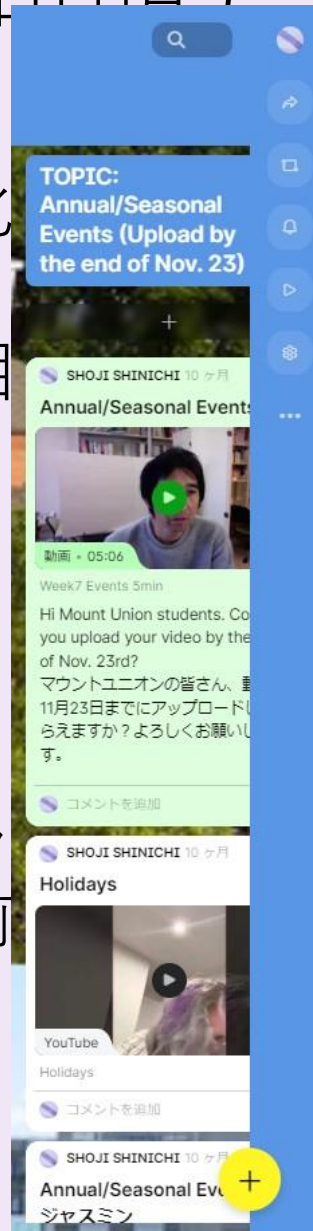 TOPIC:
Annual/Seasonal
Events (Upload by
the end of Nov. 23)
SHOJI SHINICHI 10 ヶ月
Annual/Seasonal Events
動画 • 05:06
Week7 Events 5min
Hi Mount Union students. Co
you upload your video by the
of Nov. 23rd?
マウントユニオンの皆さん、動
11月23日までにアップロードし
らえますか？よろしくお願いし
す。
コメントを追加
SHOJI SHINICHI 10 ヶ月
Holidays
YouTube
Holidays
コメントを追加
SHOJI SHINICHI 10 ヶ月
Annual/Seasonal Eve
ジャスミン